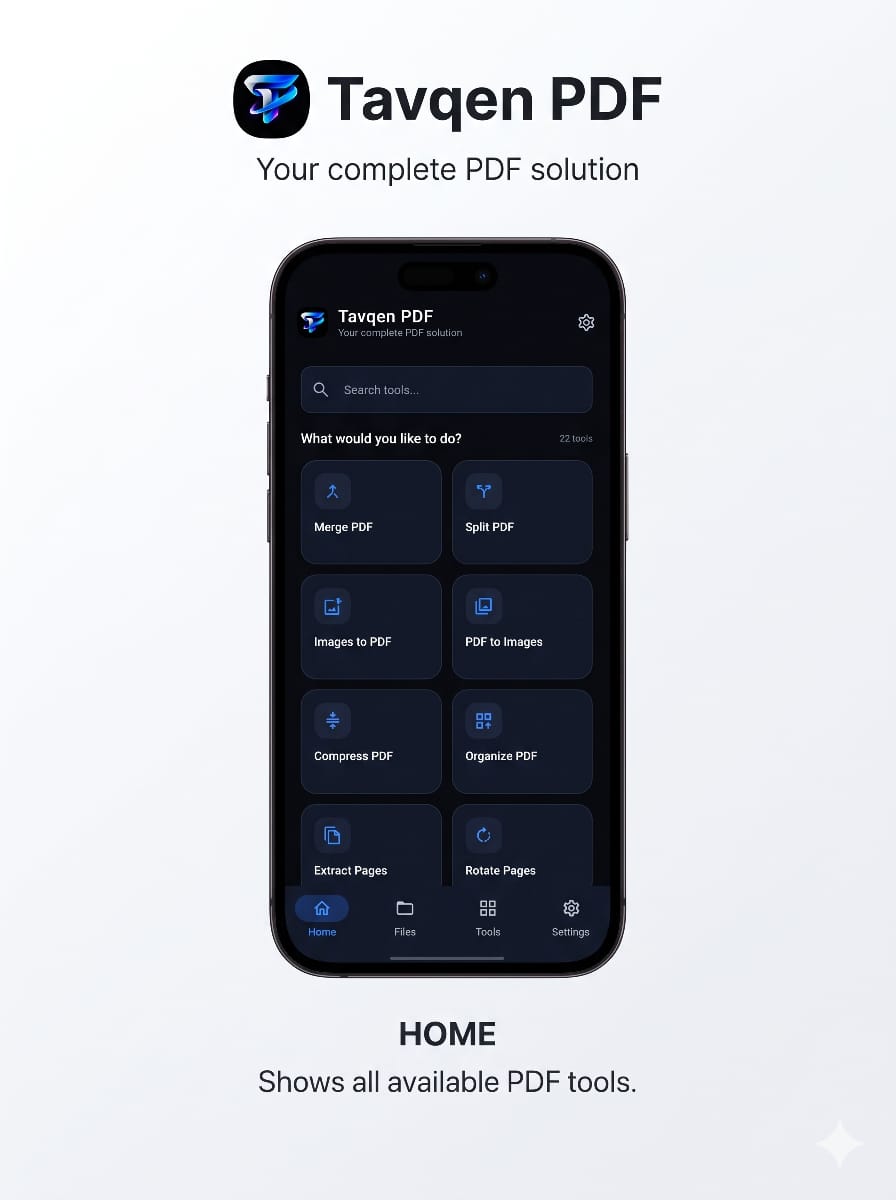 Tavqen PDF
Your complete PDF solution
Tavqen PDF
Your complete PDF solution
Search tools...
What would you like to do?
22 tools
Merge PDF
Split PDF
Images to PDF
PDF to Images
Compress PDF
Organize PDF
Extract Pages
Rotate Pages
Home
Files
Tools
Settings
HOME
Shows all available PDF tools.